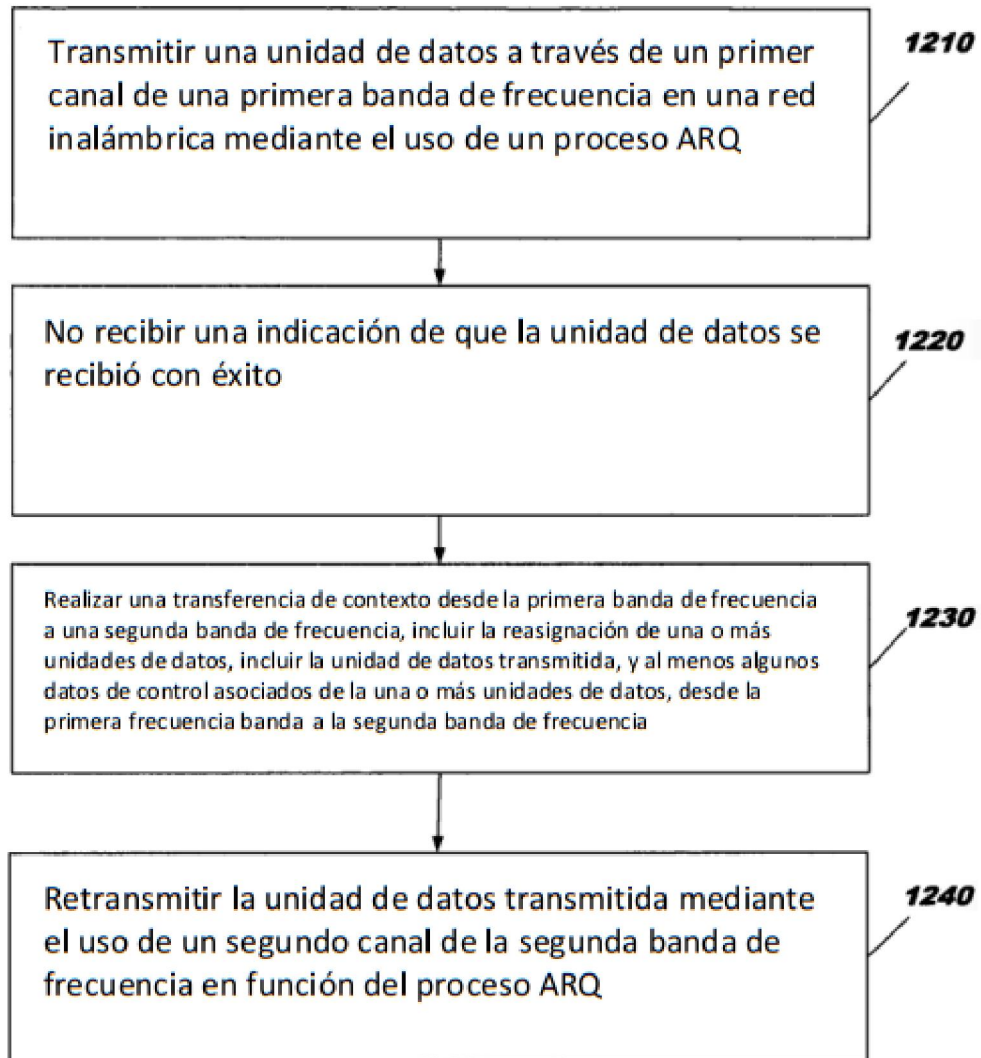 Transmitir una unidad de datos a través de un primer
canal de una primera banda de frecuencia en una red
inalámbrica mediante el uso de un proceso ARQ
1210
No recibir una indicación de que la unidad de datos se
recibió con éxito
1220
Realizar una transferencia de contexto desde la primera banda de frecuencia
a una segunda banda de frecuencia, incluir la reasignación de una o más
unidades de datos, incluir la unidad de datos transmitida, y al menos algunos
datos de control asociados de la una o más unidades de datos, desde la
primera frecuencia banda a la segunda banda de frecuencia
1230
Retransmitir la unidad de datos transmitida mediante
el uso de un segundo canal de la segunda banda de
frecuencia en función del proceso ARQ
1240